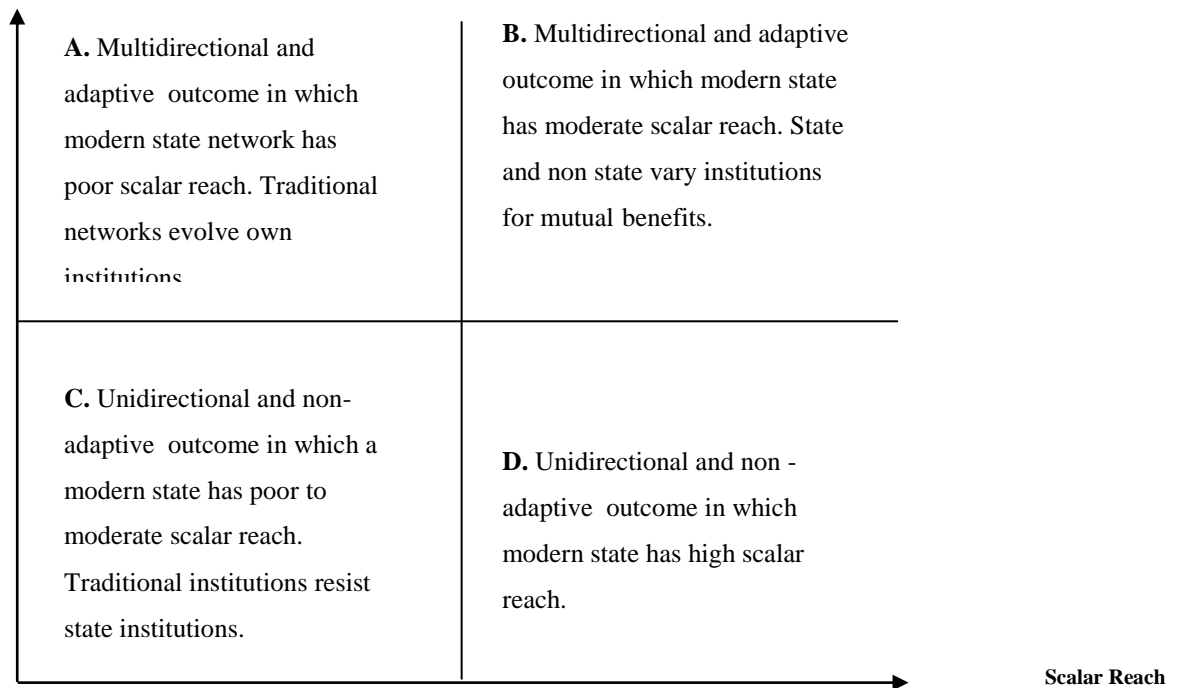 A. Multidirectional and
adaptive outcome in which
modern state network has
poor scalar reach. Traditional
networks evolve own
institutions
B. Multidirectional and adaptive
outcome in which modern state
has moderate scalar reach. State
and non state vary institutions
for mutual benefits.
C. Unidirectional and non-
adaptive outcome in which a
modern state has poor to
moderate scalar reach.
Traditional institutions resist
state institutions.
D. Unidirectional and non -
adaptive outcome in which
modern state has high scalar
reach.
Scalar Reach